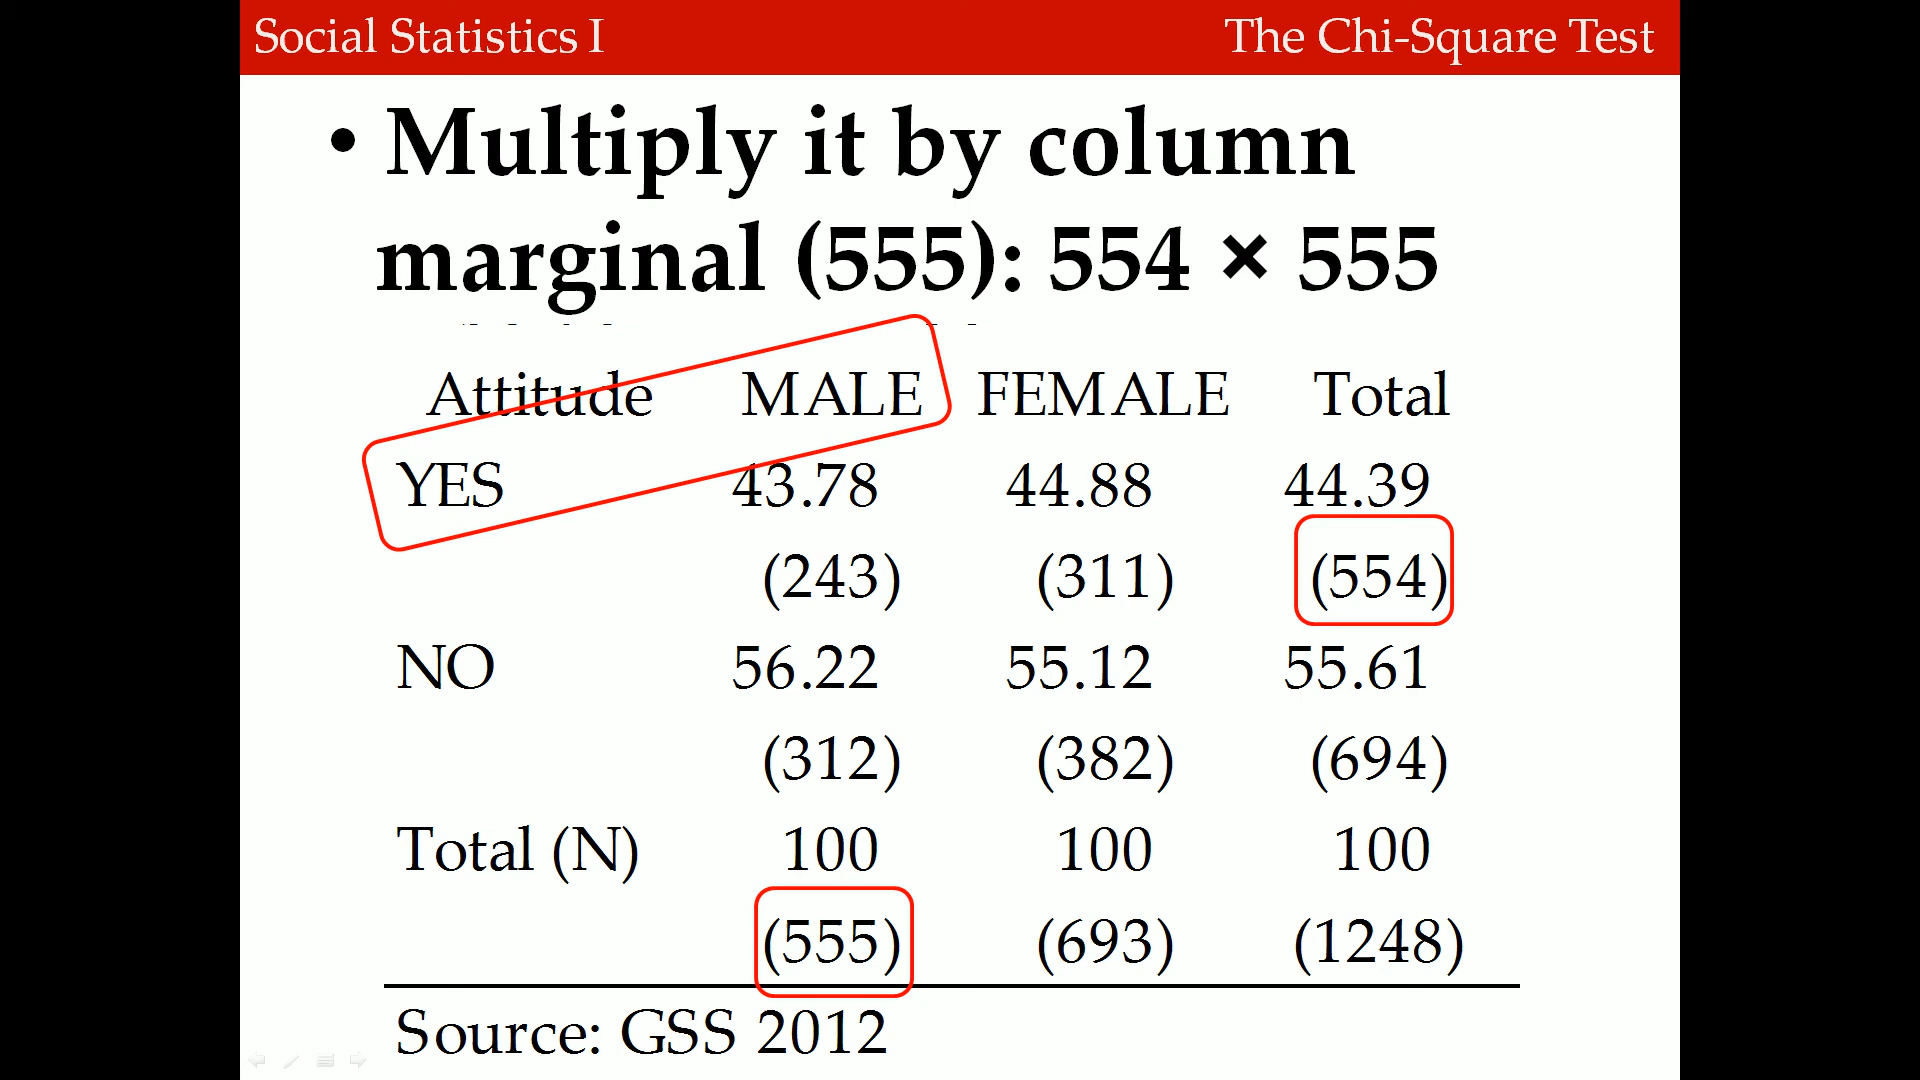 Social Statistics I The Chi-Square Test
• Multiply it by column
marginal (555): 554 × 555
Attitude MALE FEMALE Total
YES 43.78 44.88 44.39
(243) (311) (554)
NO 56.22 55.12 55.61
(312) (382) (694)
Total (N) 100 100 100
(555) (693) (1248)
Source: GSS 2012